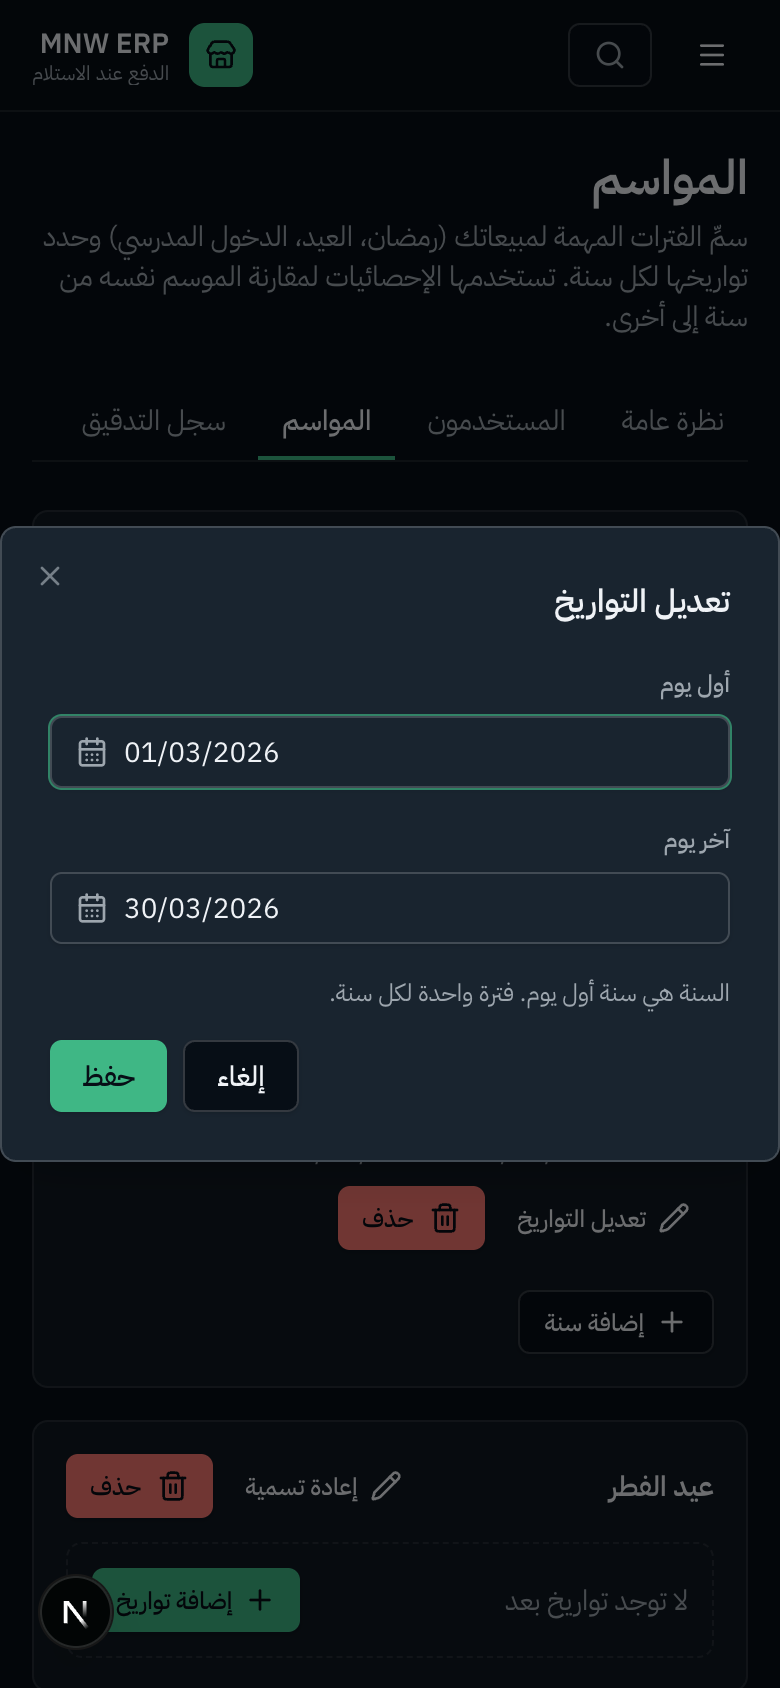 MNW ERP
الدفع عند الاستلام
المواسم
سمِّ الفترات المهمة لمبيعاتك (رمضان، العيد، الدخول المدرسي) وحدد
تواريخها لكل سنة. تستخدمها الإحصائيات لمقارنة الموسم نفسه من
سنة إلى أخرى.
نظرة عامة
المستخدمون
المواسم
سجل التدقيق
تعديل التواريخ
أول يوم
01/03/2026
آخر يوم
30/03/2026
السنة هي سنة أول يوم. فترة واحدة لكل سنة.
إلغاء
حفظ
تعديل التواريخ
حذف
إضافة سنة
عيد الفطر
إعادة تسمية
حذف
لا توجد تواريخ بعد
إضافة تواريخ
N